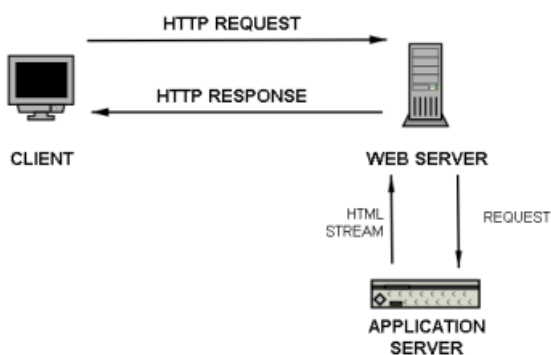 HTTP REQUEST
HTTP RESPONSE
CLIENT
WEB SERVER
HTML
STREAM
REQUEST
APPLICATION
SERVER